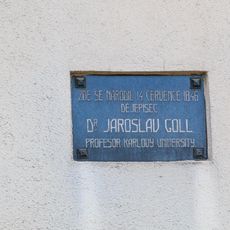 ZDE SE NARODIL 14 ČERVENCE 1846
DĚJEPISEC
Dr JAROSLAV GOLL
PROFESOR KARLOVY UNIVERSITY